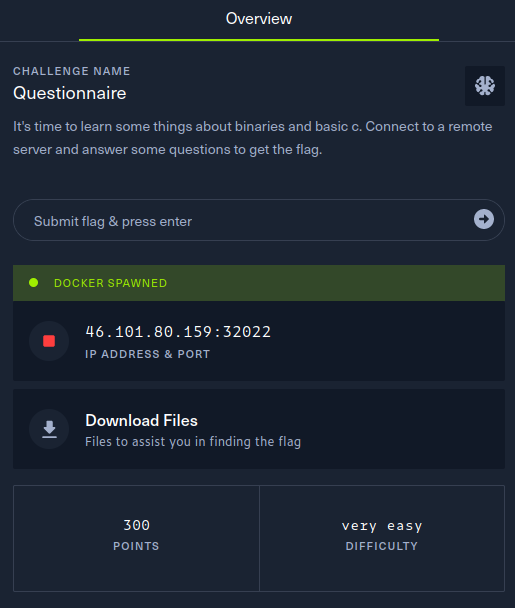 Overview
CHALLENGE NAME
Questionnaire
It's time to learn some things about binaries and basic c. Connect to a remote
server and answer some questions to get the flag.
Submit flag & press enter
DOCKER SPAWNED
46.101.80.159:32022
IP ADDRESS & PORT
Download Files
Files to assist you in finding the flag
300
POINTS
very easy
DIFFICULTY